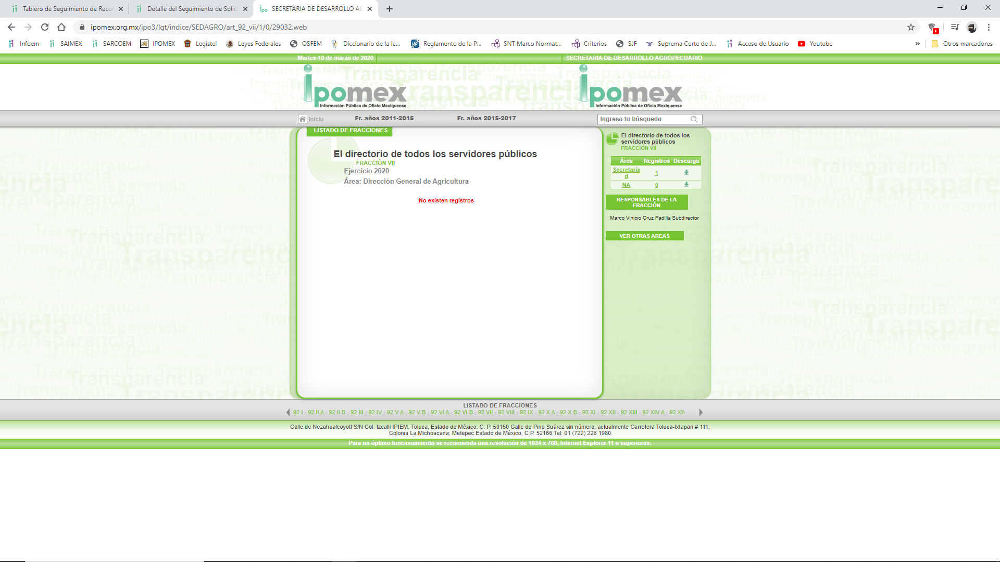 Tablero de Seguimiento de Recur
Detalle del Seguimiento de Solici
SECRETARIA DE DESARROLLO AG
ipomex.org.mx/ipo3/lgt/indice/SEDAGRO/art_92_vii/1/0/29032.web
Infoem
SAIMEX
SARCOEM
IPOMEX
Legistel
Leyes Federales
OSFEM
Diccionario de la le...
Reglamento de la P...
SNT Marco Normat...
Criterios
SJF
Suprema Corte de J...
Acceso de Usuario
Youtube
»
Otros marcadores
Martes 10 de marzo de 2020
SECRETARIA DE DESARROLLO AGROPECUARIO
ipomex
Información Pública de Oficio Mexiquense
ipomex
Información Pública de Oficio Mexiquense
Inicio
Fr. años 2011-2015
Fr. años 2015-2017
Ingresa tu búsqueda
LISTADO DE FRACCIONES
El directorio de todos los servidores públicos
FRACCIÓN VII
Ejercicio 2020
Área: Dirección General de Agricultura
No existen registros
El directorio de todos los
servidores públicos
FRACCIÓN VII
Área Registros Descarga
Secretaría
d
1
NA 0
RESPONSABLES DE LA
FRACCIÓN
Marco Vinicio Cruz Padilla Subdirector
VER OTRAS AREAS
LISTADO DE FRACCIONES
92 I - 92 II A - 92 II B - 92 III - 92 IV - 92 V A - 92 V B - 92 VI A - 92 VI B - 92 VII - 92 VIII - 92 IX - 92 X A - 92 X B - 92 XI - 92 XII - 92 XIII - 92 XIV A - 92 XIV
Calle de Nezahualcoyotl S/N Col. Izcalli IPIEM, Toluca, Estado de México. C. P. 50150 Calle de Pino Suárez sin número, actualmente Carretera Toluca-Ixtapan # 111,
Colonia La Michoacana; Metepec Estado de México, C.P. 52166 Tel: 01 (722) 226 1980
Para un óptimo funcionamiento se recomienda una resolución de 1024 x 768, Internet Explorer 11 o superiores.